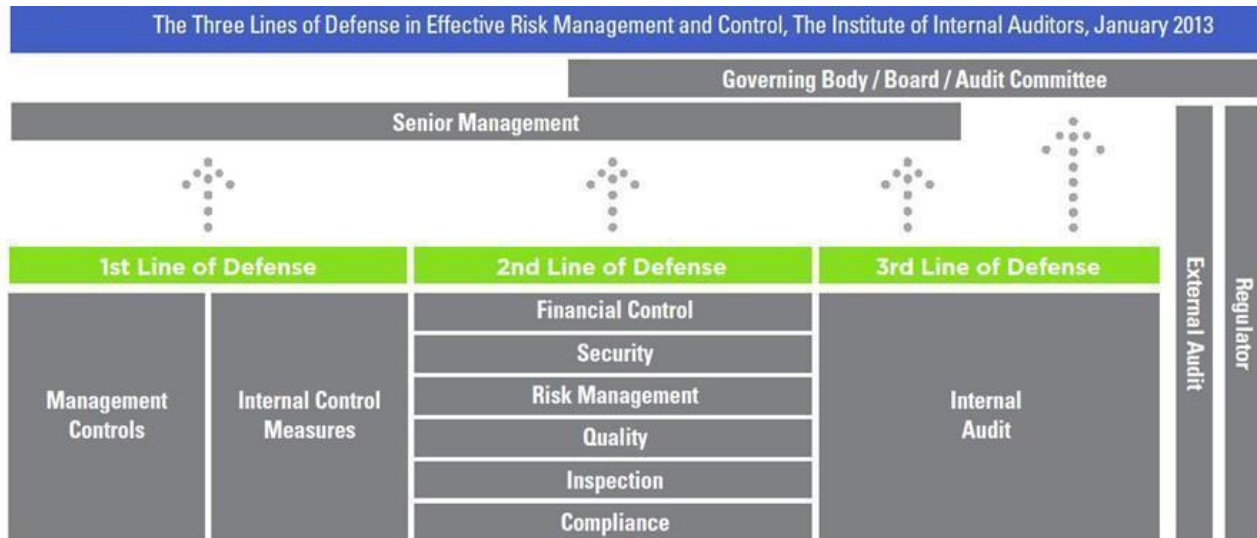 The Three Lines of Defense in Effective Risk Management and Control, The Institute of Internal Auditors, January 2013
Governing Body / Board / Audit Committee
Senior Management
1st Line of Defense
2nd Line of Defense
3rd Line of Defense
Management
Controls
Internal Control
Measures
Financial Control
Security
Risk Management
Quality
Inspection
Compliance
Internal
Audit
External Audit
Regulator